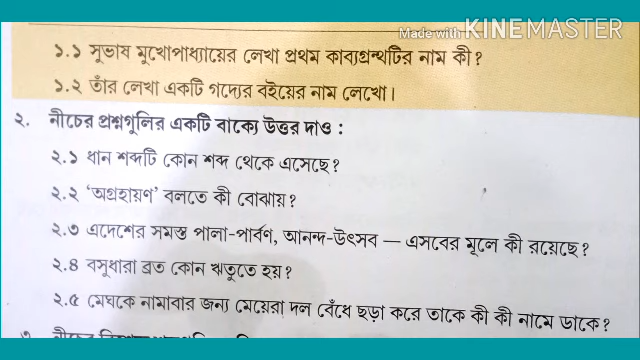 Made with KINEMASTER
১.১ সুভাষ মুখোপাধ্যায়ের লেখা প্রথম কাব্যগ্রন্থটির নাম কী?
১.২ তাঁর লেখা একটি গদ্যের বইয়ের নাম লেখো।
২. নীচের প্রশ্নগুলির একটি বাক্যে উত্তর দাও :
২.১ ধান শব্দটি কোন শব্দ থেকে এসেছে?
২.২ ‘অগ্রহায়ণ’ বলতে কী বোঝায়?
২.৩ এদেশের সমস্ত পালা-পার্বণ, আনন্দ-উৎসব — এসবের মূলে কী রয়েছে?
২.৪ বসুধারা ব্রত কোন ঋতুতে হয়?
২.৫ মেঘকে নামাবার জন্য মেয়েরা দল বেঁধে ছড়া করে তাকে কী কী নামে ডাকে?